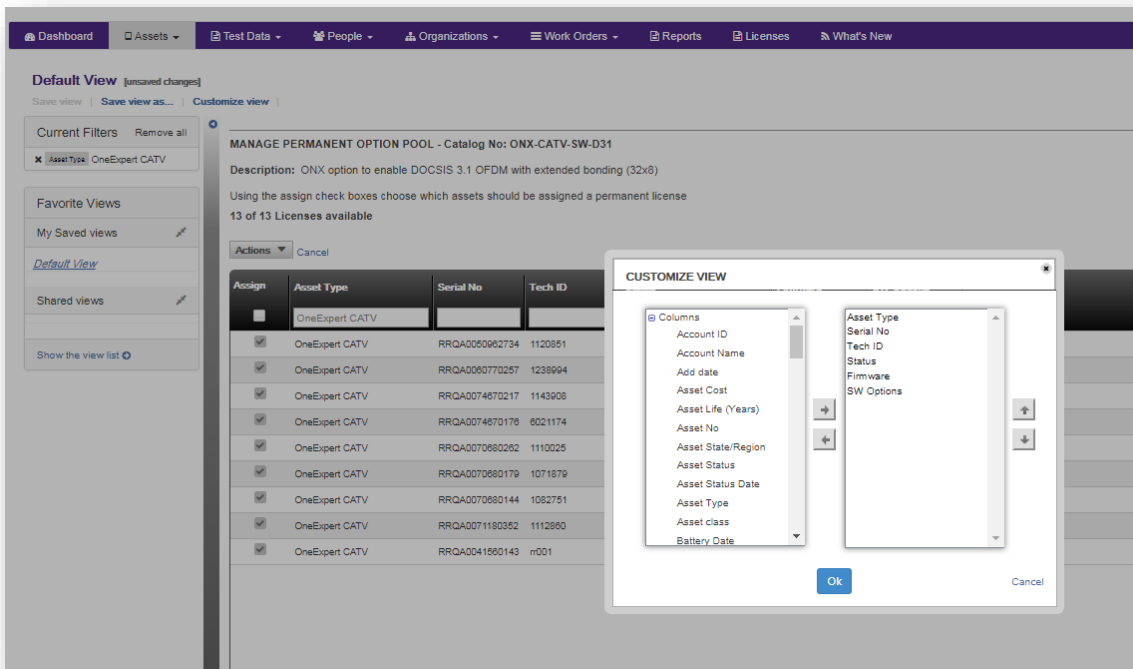 Dashboard Assets Test Data People Organizations Work Orders Reports Licenses What's New
Default View [unsaved changes]
Save view | Save view as... | Customize view |
Current Filters Remove all
Asset Type OneExpert CATV
Favorite Views
My Saved views
Default View
Shared views
Show the view list
MANAGE PERMANENT OPTION POOL - Catalog No: ONX-CATV-SW-D31
Description: ONX option to enable DOCSIS 3.1 OFDM with extended bonding (32x8)
Using the assign check boxes choose which assets should be assigned a permanent license
13 of 13 Licenses available
Actions Cancel
Assign Asset Type Serial No Tech ID
OneExpert CATV
OneExpert CATV RRQA0050962734 1120851
OneExpert CATV RRQA0060770257 1238994
OneExpert CATV RRQA0074670217 1143908
OneExpert CATV RRQA0074670176 6021174
OneExpert CATV RRQA0070680262 1110025
OneExpert CATV RRQA0070680179 1071879
OneExpert CATV RRQA0070680144 1082751
OneExpert CATV RRQA0071180352 1112860
OneExpert CATV RRQA0041560143 rr001
CUSTOMIZE VIEW
Columns
Account ID
Account Name
Add date
Asset Cost
Asset Life (Years)
Asset No
Asset State/Region
Asset Status
Asset Status Date
Asset Type
Asset class
Battery Date
Asset Type
Serial No
Tech ID
Status
Firmware
SW Options
Ok
Cancel